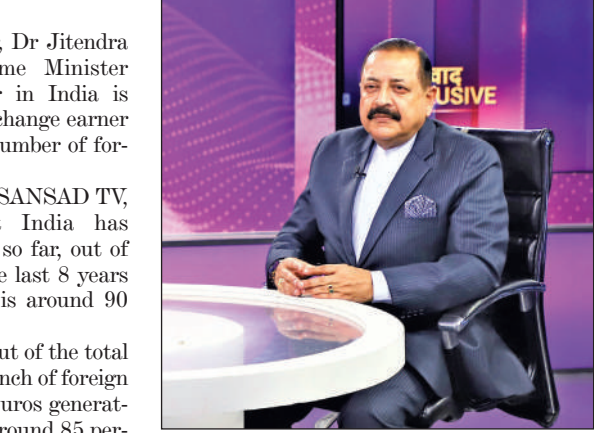 , Dr Jitendra
me Minister
r in India is
change earner
umber of for-
SANSAD TV,
t India has
so far, out of
e last 8 years
is around 90
ut of the total
nch of foreign
uros generat-
round 85 per-
वाद
USIVE